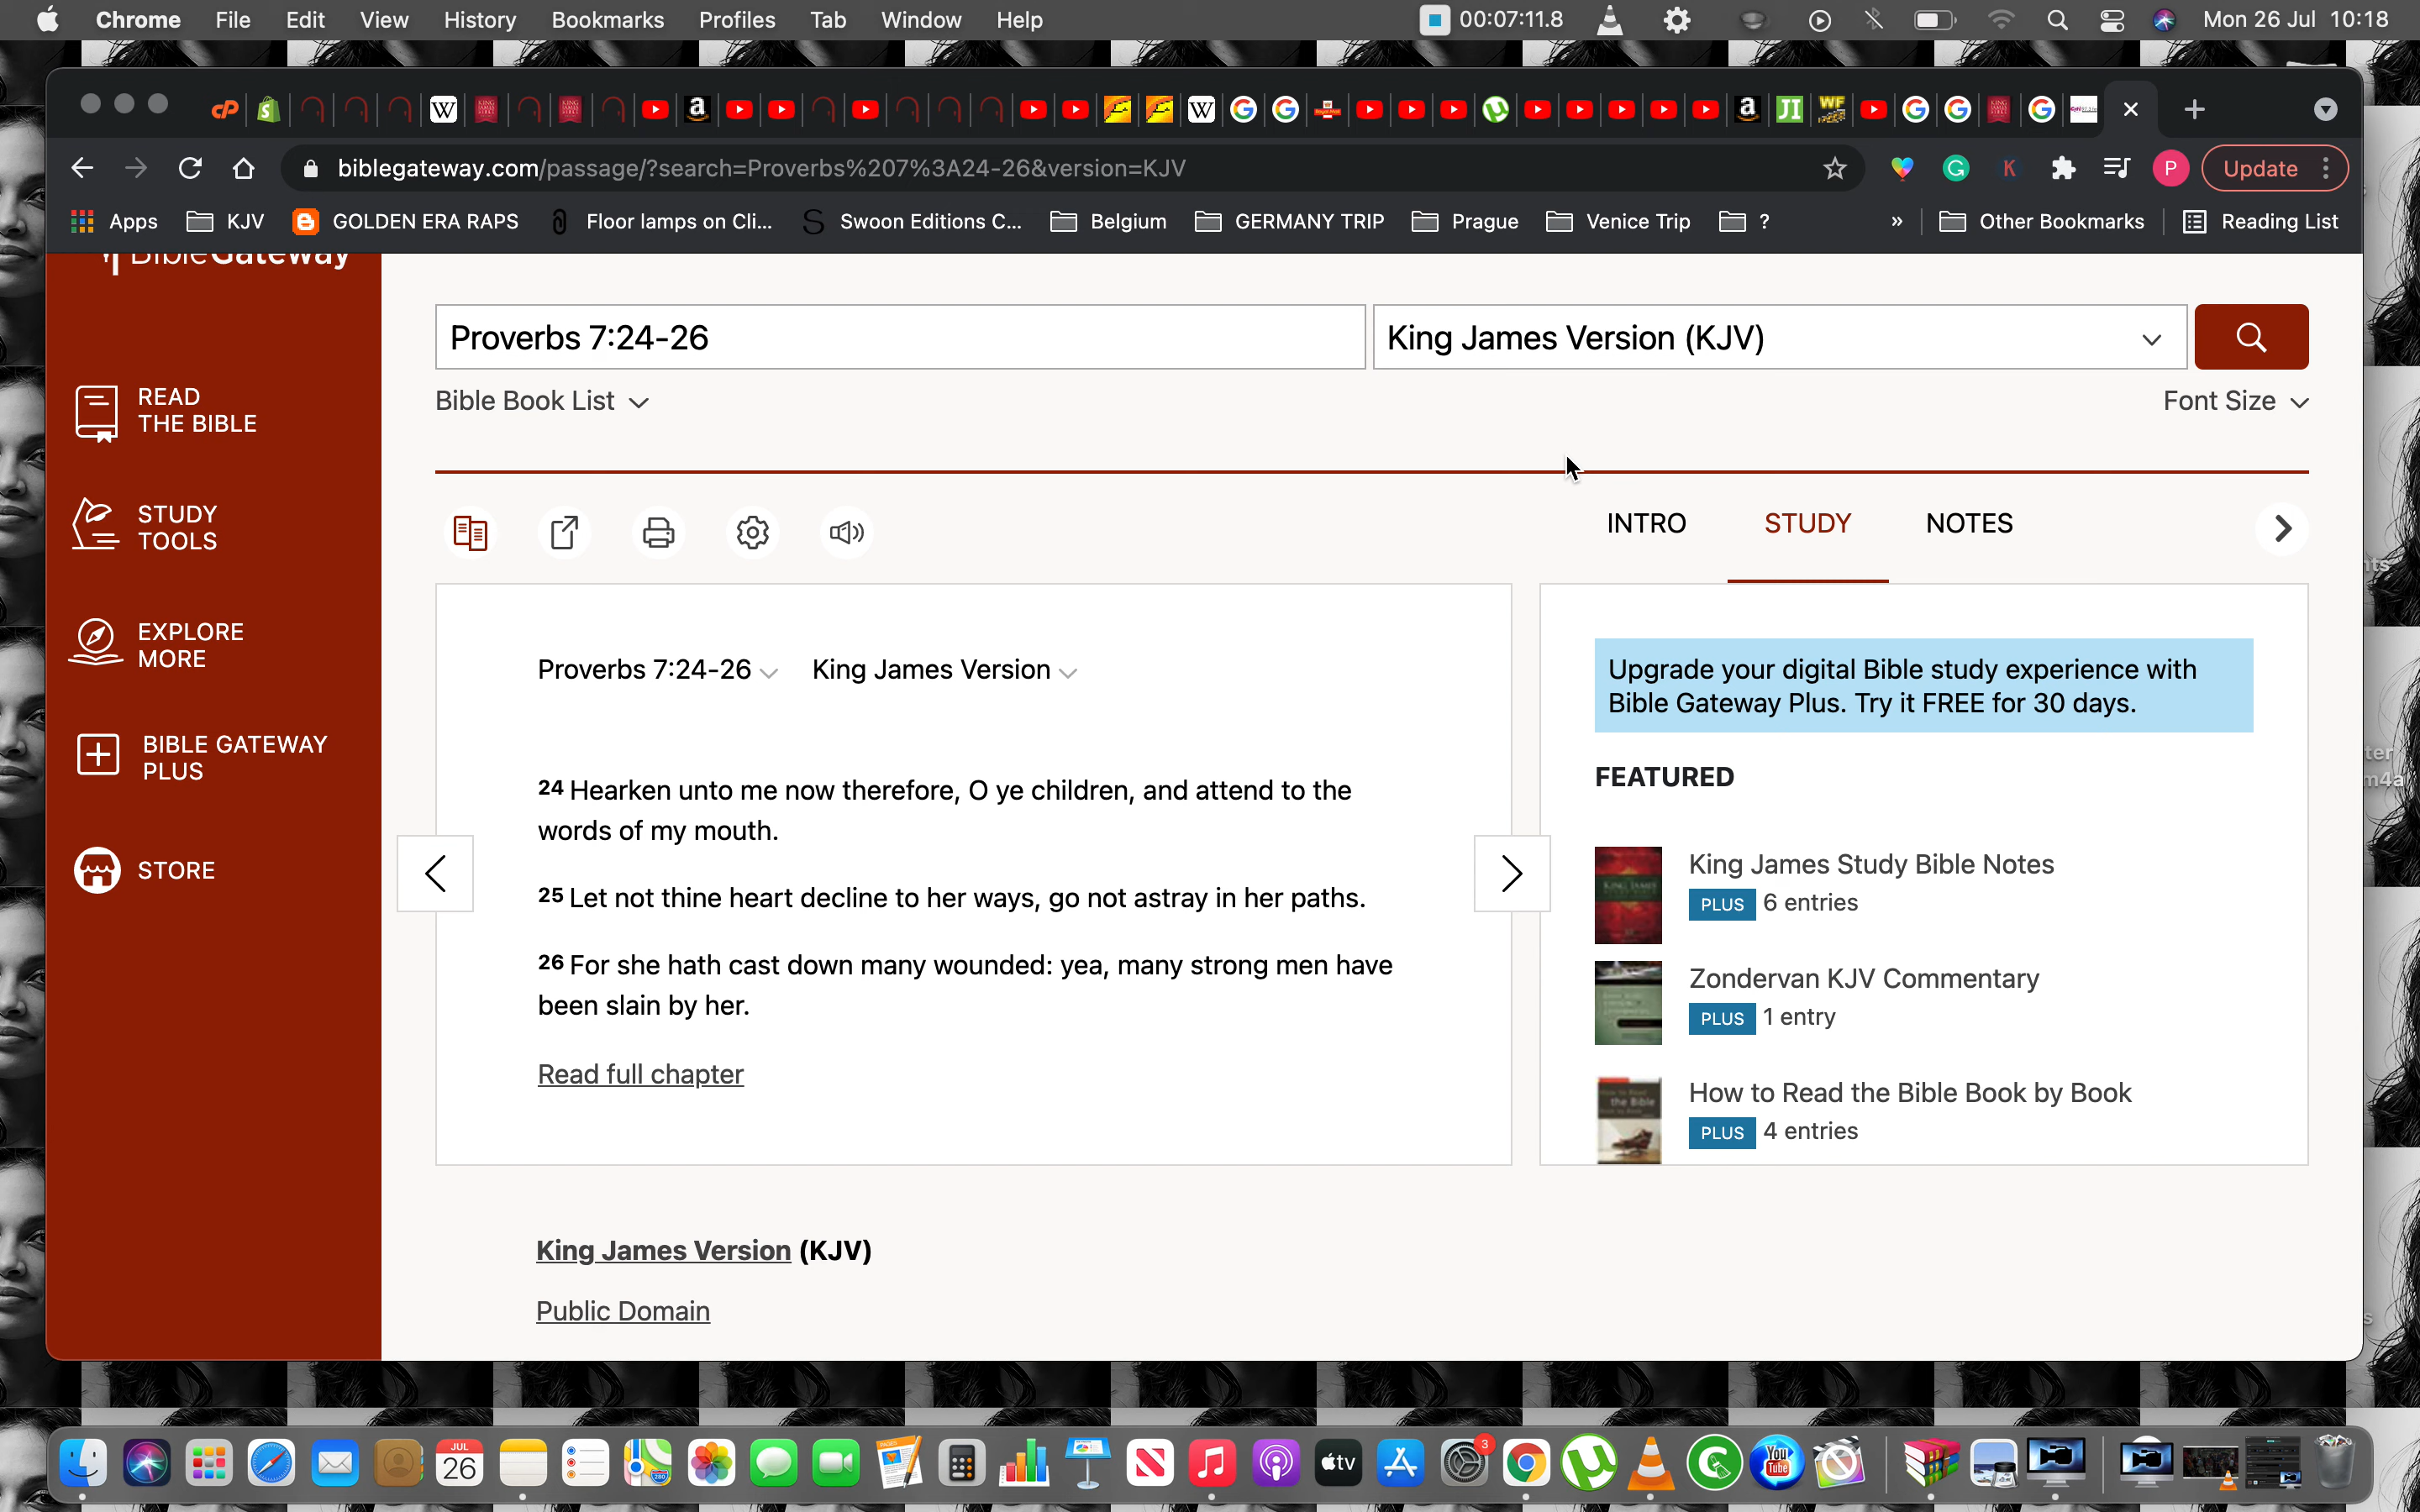 Chrome File Edit View History Bookmarks Profiles Tab Window Help 00:07:11.8 Mon 26 Jul 10:18
biblegateway.com/passage/?search=Proverbs%207%3A24-26&version=KJV
P
Update
Apps KJV GOLDEN ERA RAPS Floor lamps on Cli... Swoon Editions C... Belgium GERMANY TRIP Prague Venice Trip ? » Other Bookmarks Reading List
BibleGateway
READ
THE BIBLE
STUDY
TOOLS
EXPLORE
MORE
BIBLE GATEWAY
PLUS
STORE
Proverbs 7:24-26
King James Version (KJV)
Bible Book List
Font Size
INTRO STUDY NOTES
Proverbs 7:24-26 King James Version
24 Hearken unto me now therefore, O ye children, and attend to the
words of my mouth.
25 Let not thine heart decline to her ways, go not astray in her paths.
26 For she hath cast down many wounded: yea, many strong men have
been slain by her.
Read full chapter
King James Version (KJV)
Public Domain
Upgrade your digital Bible study experience with
Bible Gateway Plus. Try it FREE for 30 days.
FEATURED
King James Study Bible Notes
PLUS 6 entries
Zondervan KJV Commentary
PLUS 1 entry
How to Read the Bible Book by Book
PLUS 4 entries
JUL
26
tv
3
You
Tube